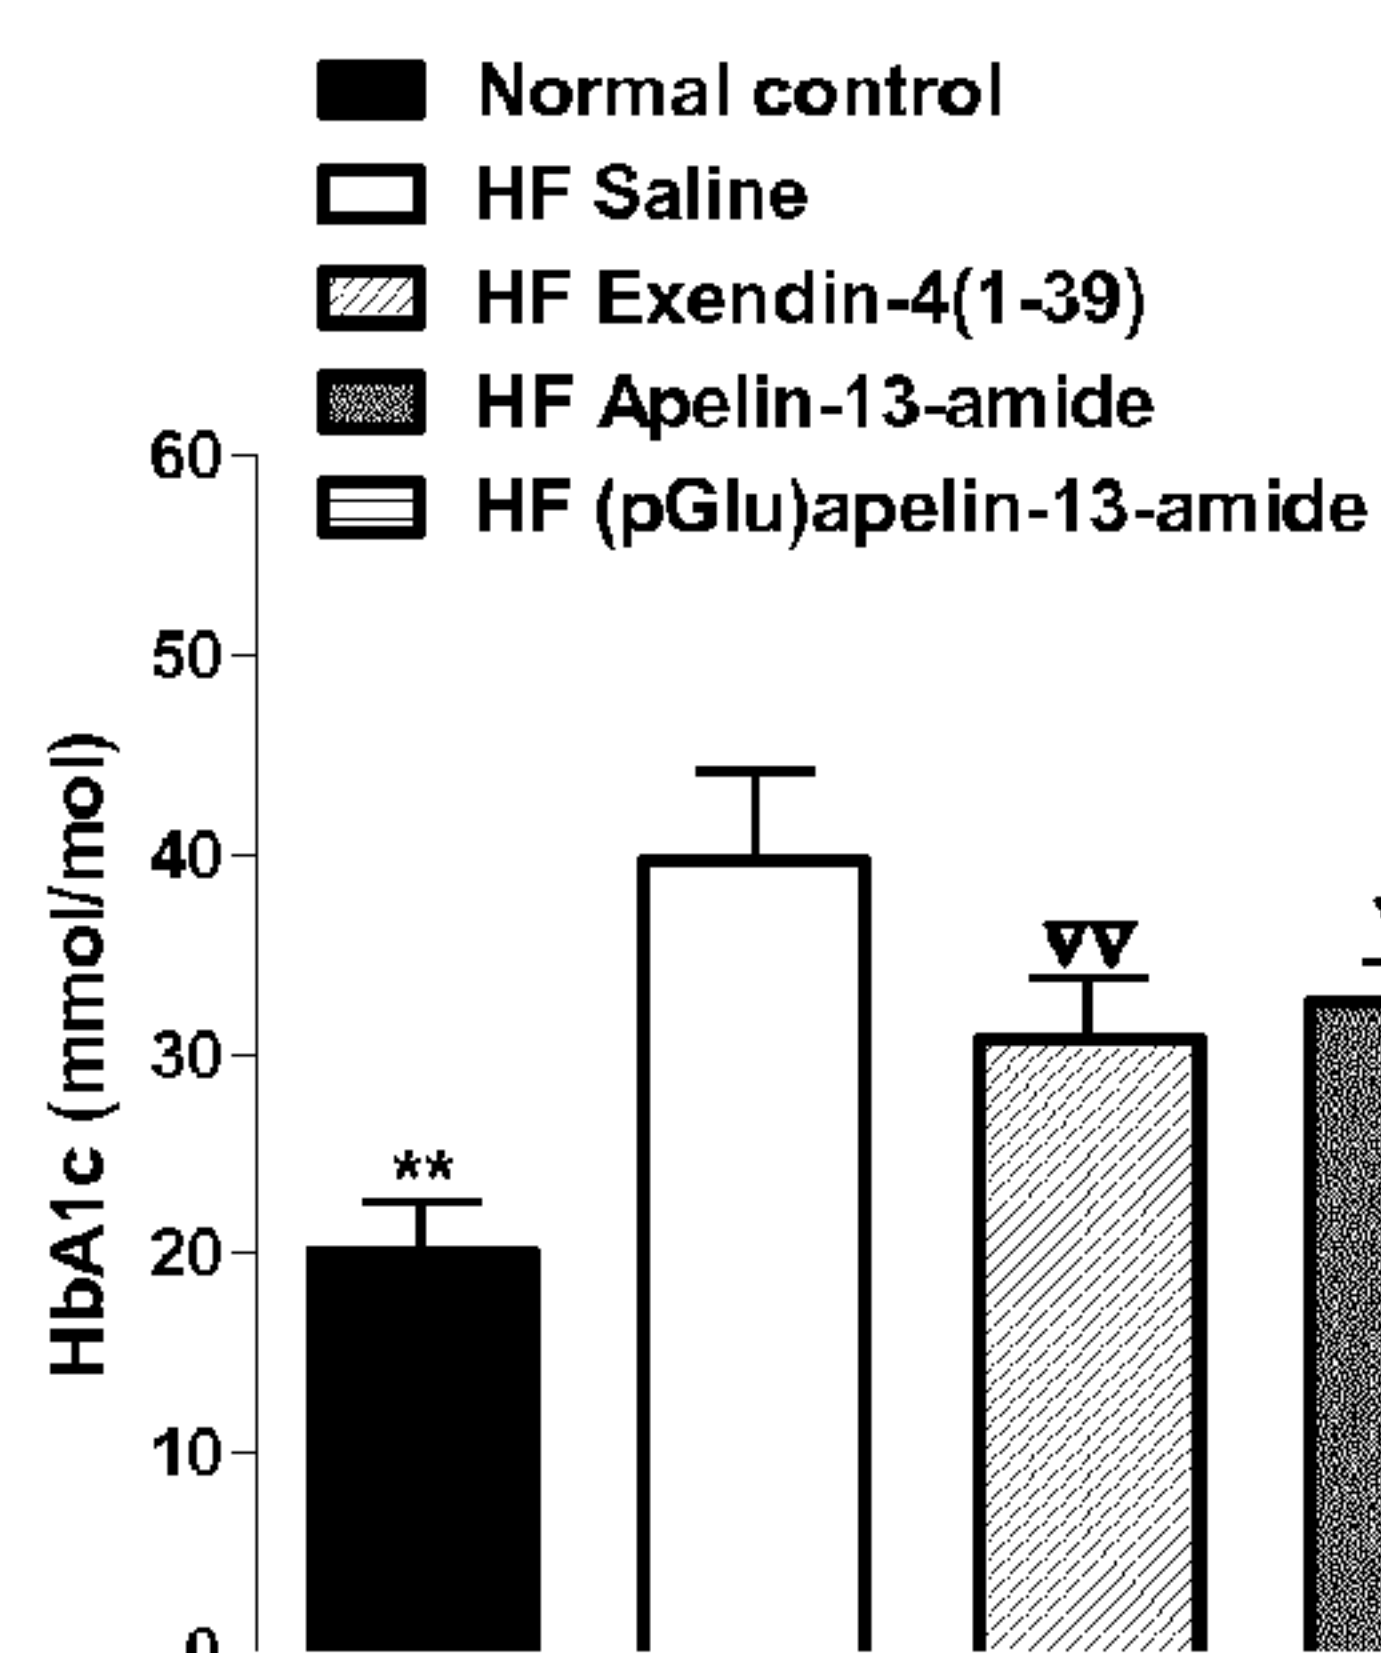 Normal control
HF Saline
HF Exendin-4(1-39)
HF Apelin-13-amide
HF (pGlu)apelin-13-amide
HbA1c (mmol/mol)
60
50
40
30
20
10
0
**
∇∇